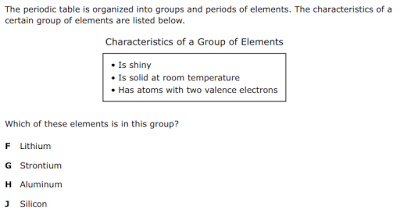 The periodic table is organized into groups and periods of elements. The characteristics of a
certain group of elements are listed below.
Characteristics of a Group of Elements
• Is shiny
• Is solid at room temperature
• Has atoms with two valence electrons
Which of these elements is in this group?
F Lithium
G Strontium
H Aluminum
J Silicon